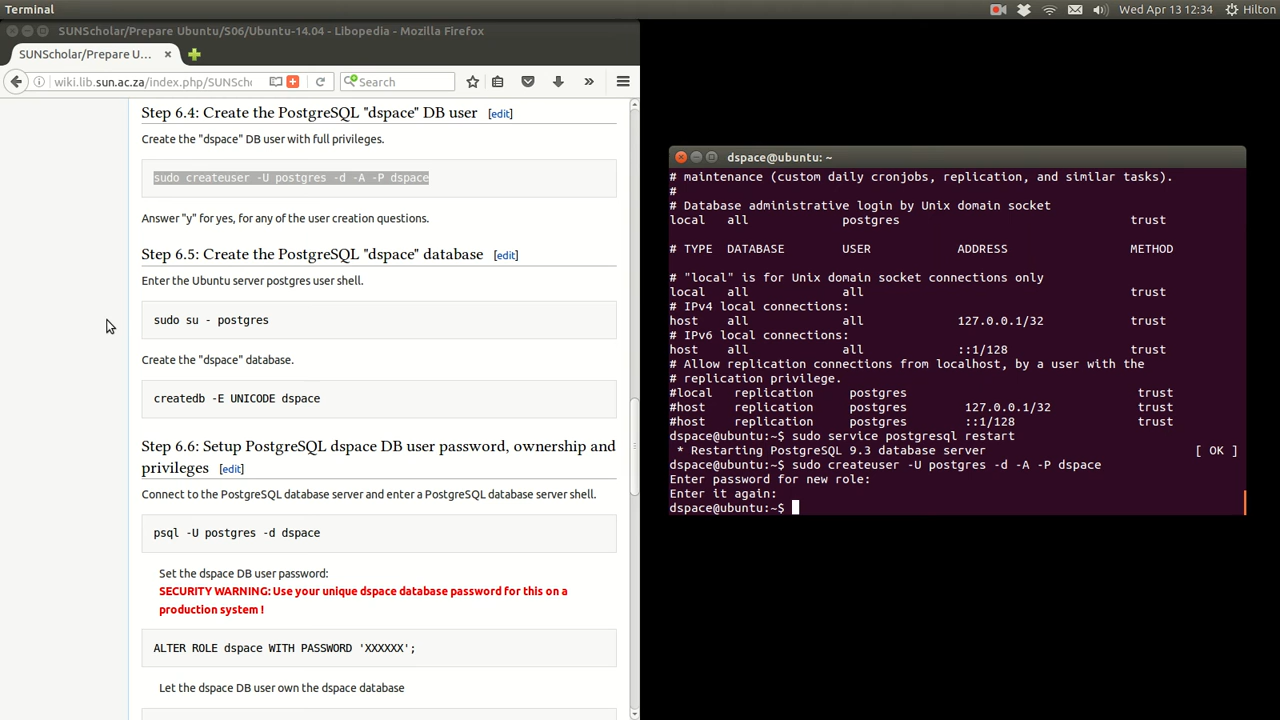 Terminal
Wed Apr 13 12:34
Hilton
SUNScholar/Prepare Ubuntu/S06/Ubuntu-14.04 - Libopedia - Mozilla Firefox
SUNScholar/Prepare U...
wiki.lib.sun.ac.za/index.php/SUNSch
Search
Step 6.4: Create the PostgreSQL "dspace" DB user [edit]
Create the "dspace" DB user with full privileges.
sudo createuser -U postgres -d -A -P dspace
Answer "y" for yes, for any of the user creation questions.
Step 6.5: Create the PostgreSQL "dspace" database [edit]
Enter the Ubuntu server postgres user shell.
sudo su - postgres
Create the "dspace" database.
createdb -E UNICODE dspace
Step 6.6: Setup PostgreSQL dspace DB user password, ownership and
privileges [edit]
Connect to the PostgreSQL database server and enter a PostgreSQL database server shell.
psql -U postgres -d dspace
Set the dspace DB user password:
SECURITY WARNING: Use your unique dspace database password for this on a
production system !
ALTER ROLE dspace WITH PASSWORD 'XXXXXX';
Let the dspace DB user own the dspace database
dspace@ubuntu: ~
# maintenance (custom daily cronjobs, replication, and similar tasks).
#
# Database administrative login by Unix domain socket
local all postgres trust
# TYPE DATABASE USER ADDRESS METHOD
# "local" is for Unix domain socket connections only
local all all trust
# IPv4 local connections:
host all all 127.0.0.1/32 trust
# IPv6 local connections:
host all all ::1/128 trust
# Allow replication connections from localhost, by a user with the
# replication privilege.
#local replication postgres trust
#host replication postgres 127.0.0.1/32 trust
#host replication postgres ::1/128 trust
dspace@ubuntu:~$ sudo service postgresql restart
* Restarting PostgreSQL 9.3 database server [ OK ]
dspace@ubuntu:~$ sudo createuser -U postgres -d -A -P dspace
Enter password for new role:
Enter it again:
dspace@ubuntu:~$